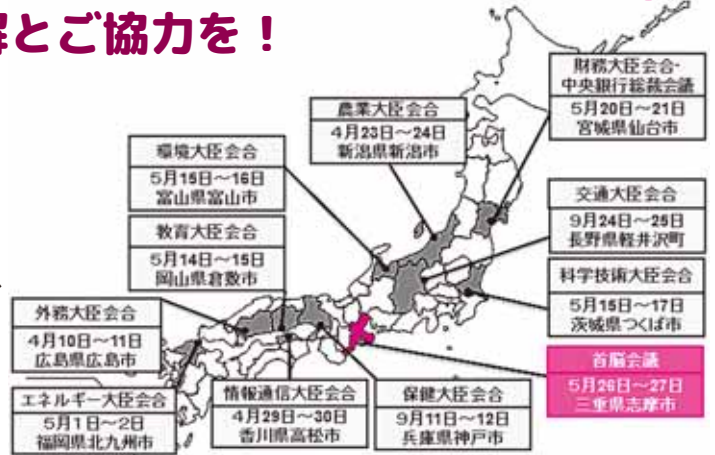 解とご協力を！
財務大臣会合・
中央銀行総裁会議
5月20日～21日
宮城県仙台市
農業大臣会合
4月23日～24日
新潟県新潟市
環境大臣会合
5月15日～16日
富山県富山市
交通大臣会合
9月24日～25日
長野県軽井沢町
教育大臣会合
5月14日～15日
岡山県倉敷市
科学技術大臣会合
5月15日～17日
茨城県つくば市
外務大臣会合
4月10日～11日
広島県広島市
首脳会議
5月26日～27日
三重県志摩市
エネルギー大臣会合
5月1日～2日
福岡県北九州市
情報通信大臣会合
4月29日～30日
香川県高松市
保健大臣会合
9月11日～12日
兵庫県神戸市